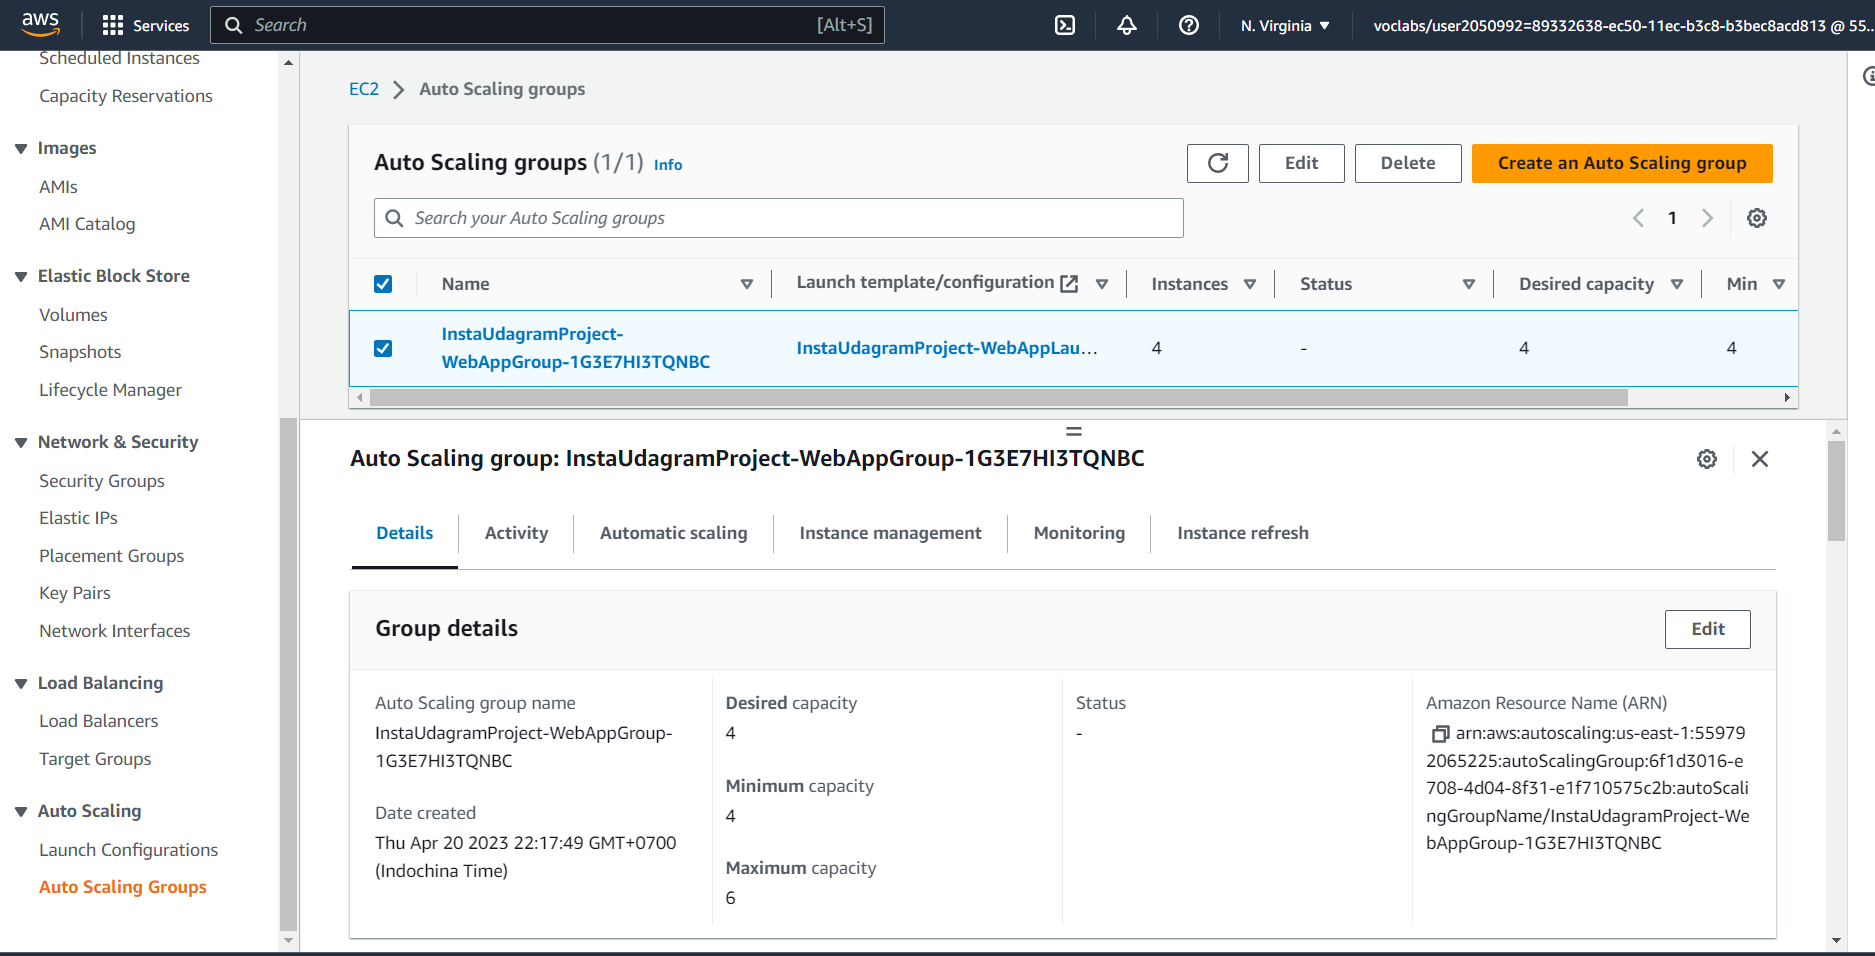 aws
Services
Search
[Alt+S]
N. Virginia
voclabs/user2050992=89332638-ec50-11ec-b3c8-b3bec8acd813 @ 55...
Scheduled Instances
Capacity Reservations
Images
AMIs
AMI Catalog
Elastic Block Store
Volumes
Snapshots
Lifecycle Manager
Network & Security
Security Groups
Elastic IPs
Placement Groups
Key Pairs
Network Interfaces
Load Balancing
Load Balancers
Target Groups
Auto Scaling
Launch Configurations
Auto Scaling Groups
EC2 > Auto Scaling groups
Auto Scaling groups (1/1) Info
Edit
Delete
Create an Auto Scaling group
Search your Auto Scaling groups
1
Name
Launch template/configuration
Instances
Status
Desired capacity
Min
InstaUdagramProject-
WebAppGroup-1G3E7HI3TQNBC
InstaUdagramProject-WebAppLau...
4
-
4
4
Auto Scaling group: InstaUdagramProject-WebAppGroup-1G3E7HI3TQNBC
Details
Activity
Automatic scaling
Instance management
Monitoring
Instance refresh
Group details
Edit
Auto Scaling group name
InstaUdagramProject-WebAppGroup-
1G3E7HI3TQNBC
Date created
Thu Apr 20 2023 22:17:49 GMT+0700
(Indochina Time)
Desired capacity
4
Minimum capacity
4
Maximum capacity
6
Status
-
Amazon Resource Name (ARN)
arn:aws:autoscaling:us-east-1:55979
2065225:autoScalingGroup:6f1d3016-e
708-4d04-8f31-e1f710575c2b:autoScali
ngGroupName/InstaUdagramProject-We
bAppGroup-1G3E7HI3TQNBC